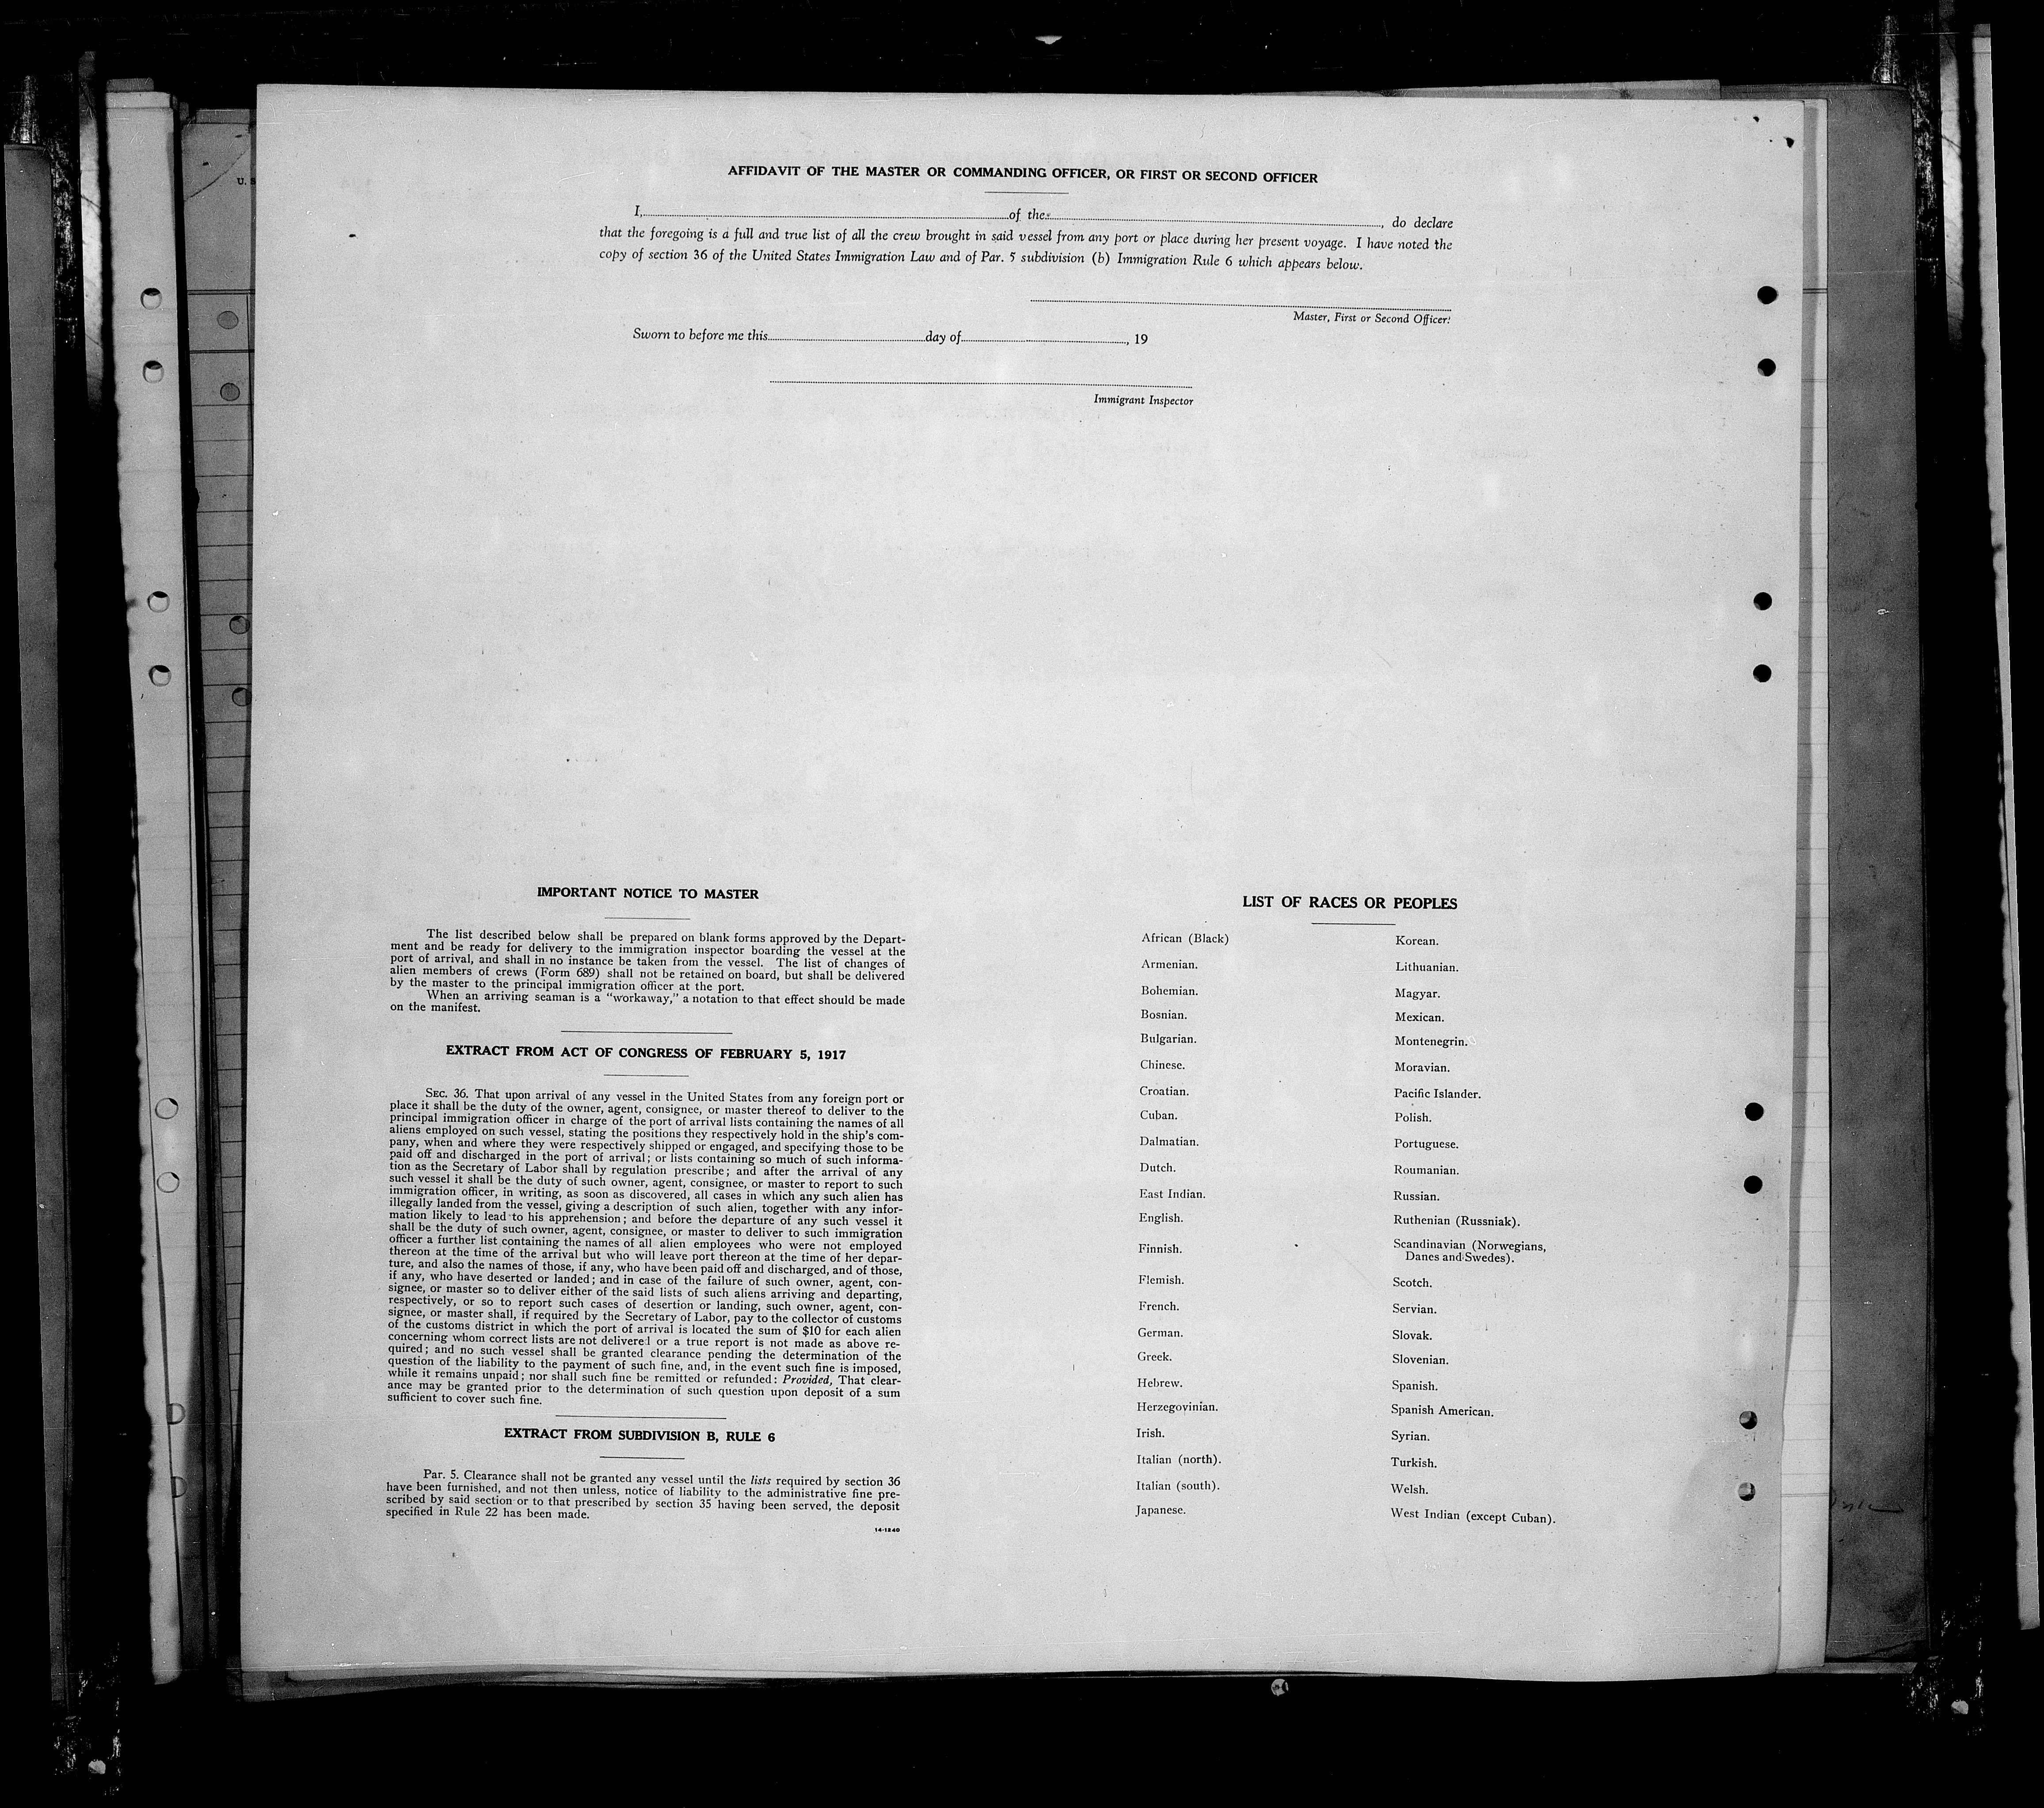 U. S
AFFIDAVIT OF THE MASTER OR COMMANDING OFFICER, OR FIRST OR SECOND OFFICER
I, of the , do declare
that the foregoing is a full and true list of all the crew brought in said vessel from any port or place during her present voyage. I have noted the
copy of section 36 of the United States Immigration Law and of Par. 5 subdivision (b) Immigration Rule 6 which appears below.
Master, First or Second Officer.
Sworn to before me this day of , 19
Immigrant Inspector
IMPORTANT NOTICE TO MASTER
The list described below shall be prepared on blank forms approved by the Depart-
ment and be ready for delivery to the immigration inspector boarding the vessel at the
port of arrival, and shall in no instance be taken from the vessel. The list of changes of
alien members of crews (Form 689) shall not be retained on board, but shall be delivered
by the master to the principal immigration officer at the port.
When an arriving seaman is a "workaway," a notation to that effect should be made
on the manifest.
EXTRACT FROM ACT OF CONGRESS OF FEBRUARY 5, 1917
SEC. 36. That upon arrival of any vessel in the United States from any foreign port or
place it shall be the duty of the owner, agent, consignee, or master thereof to deliver to the
principal immigration officer in charge of the port of arrival lists containing the names of all
aliens employed on such vessel, stating the positions they respectively hold in the ship's com-
pany, when and where they were respectively shipped or engaged, and specifying those to be
paid off and discharged in the port of arrival; or lists containing so much of such informa-
tion as the Secretary of Labor shall by regulation prescribe; and after the arrival of any
such vessel it shall be the duty of such owner, agent, consignee, or master to report to such
immigration officer, in writing, as soon as discovered, all cases in which any such alien has
illegally landed from the vessel, giving a description of such alien, together with any infor-
mation likely to lead to his apprehension; and before the departure of any such vessel it
shall be the duty of such owner, agent, consignee, or master to deliver to such immigration
officer a further list containing the names of all alien employees who were not employed
thereon at the time of the arrival but who will leave port thereon at the time of her depar-
ture, and also the names of those, if any, who have been paid off and discharged, and of those,
if any, who have deserted or landed; and in case of the failure of such owner, agent, con-
signee, or master so to deliver either of the said lists of such aliens arriving and departing,
respectively, or so to report such cases of desertion or landing, such owner, agent, con-
signee, or master shall, if required by the Secretary of Labor, pay to the collector of customs
of the customs district in which the port of arrival is located the sum of $10 for each alien
concerning whom correct lists are not delivered or a true report is not made as above re-
quired; and no such vessel shall be granted clearance pending the determination of the
question of the liability to the payment of such fine, and, in the event such fine is imposed,
while it remains unpaid; nor shall such fine be remitted or refunded: Provided, That clear-
ance may be granted prior to the determination of such question upon deposit of a sum
sufficient to cover such fine.
EXTRACT FROM SUBDIVISION B, RULE 6
Par. 5. Clearance shall not be granted any vessel until the lists required by section 36
have been furnished, and not then unless, notice of liability to the administrative fine pre-
scribed by said section or to that prescribed by section 35 having been served, the deposit
specified in Rule 22 has been made.
14-1240
LIST OF RACES OR PEOPLES
African (Black)
Armenian.
Bohemian.
Bosnian.
Bulgarian.
Chinese.
Croatian.
Cuban.
Dalmatian.
Dutch.
East Indian.
English.
Finnish.
Flemish.
French.
German.
Greek.
Hebrew.
Herzegovinian.
Irish.
Italian (north).
Italian (south).
Japanese.
Korean.
Lithuanian.
Magyar.
Mexican.
Montenegrin.
Moravian.
Pacific Islander.
Polish.
Portuguese.
Roumanian.
Russian.
Ruthenian (Russniak).
Scandinavian (Norwegians,
Danes and Swedes).
Scotch.
Servian.
Slovak.
Slovenian.
Spanish.
Spanish American.
Syrian.
Turkish.
Welsh.
West Indian (except Cuban).